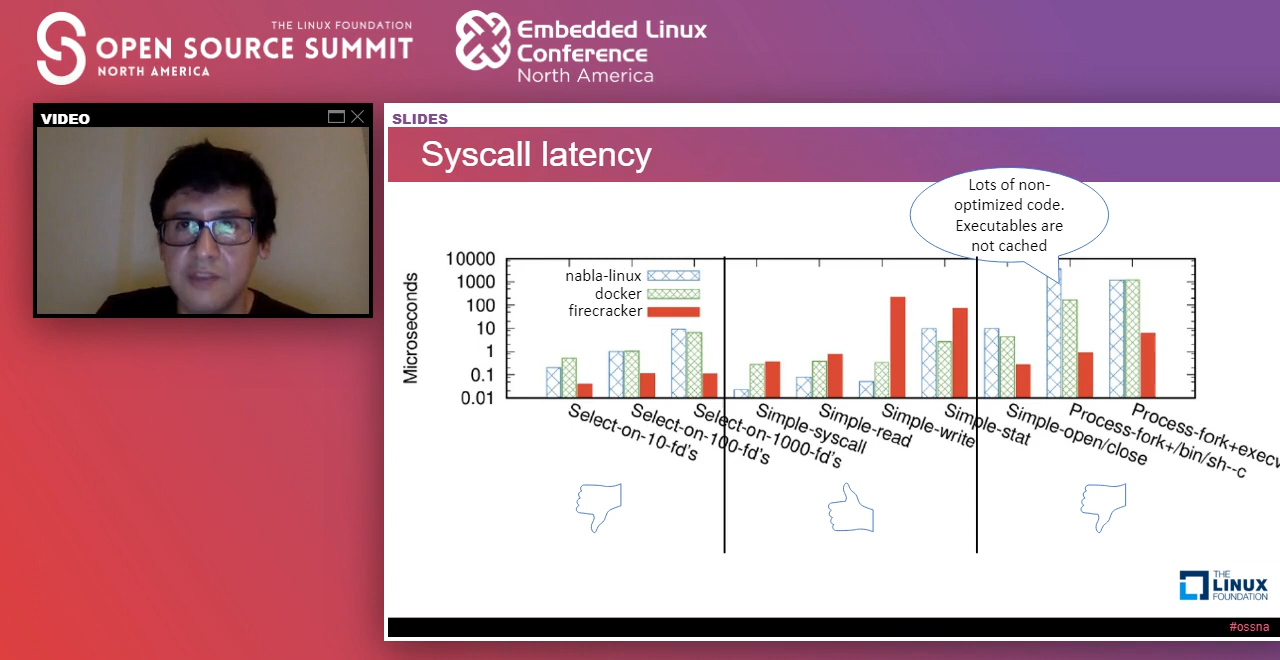 THE LINUX FOUNDATION
OPEN SOURCE SUMMIT
NORTH AMERICA
Embedded Linux
Conference
North America
VIDEO
SLIDES
Syscall latency
Lots of non-
optimized code.
Executables are
not cached
Microseconds
10000
1000
100
10
1
0.1
0.01
nabla-linux
docker
firecracker
Select-on-10-fd's
Select-on-100-fd's
Select-on-1000-fd's
Simple-syscall
Simple-read
Simple-write
Simple-stat
Simple-open/close
Process-fork+/bin/sh--c
Process-fork+execv
THE
LINUX
FOUNDATION
#ossna